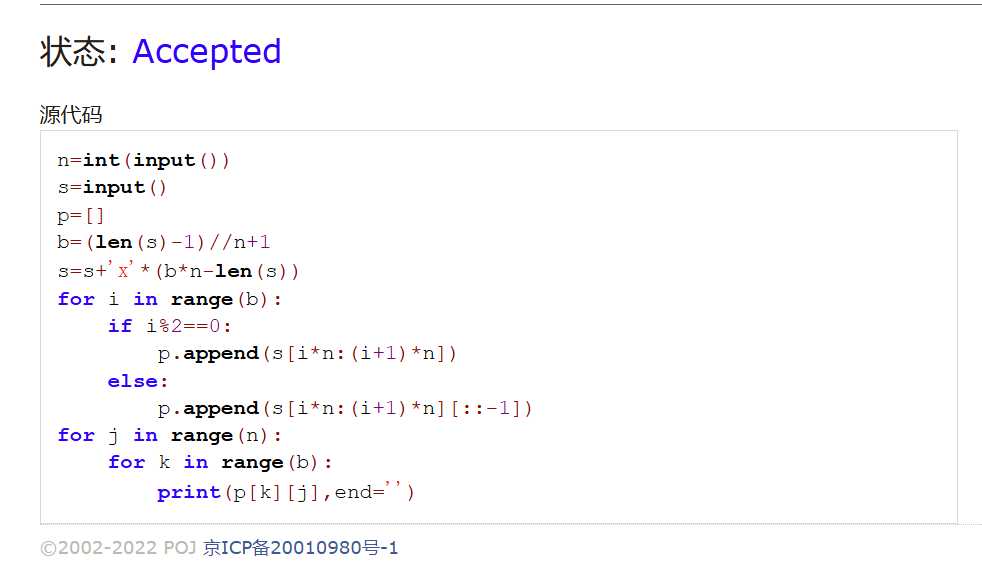 状态: Accepted
源代码
n=int(input())
s=input()
p=[]
b=(len(s)-1)//n+1
s=s+'x'*(b*n-len(s))
for i in range(b):
    if i%2==0:
        p.append(s[i*n:(i+1)*n])
    else:
        p.append(s[i*n:(i+1)*n][::-1])
for j in range(n):
    for k in range(b):
        print(p[k][j],end='')
©2002-2022 POJ 京ICP备20010980号-1